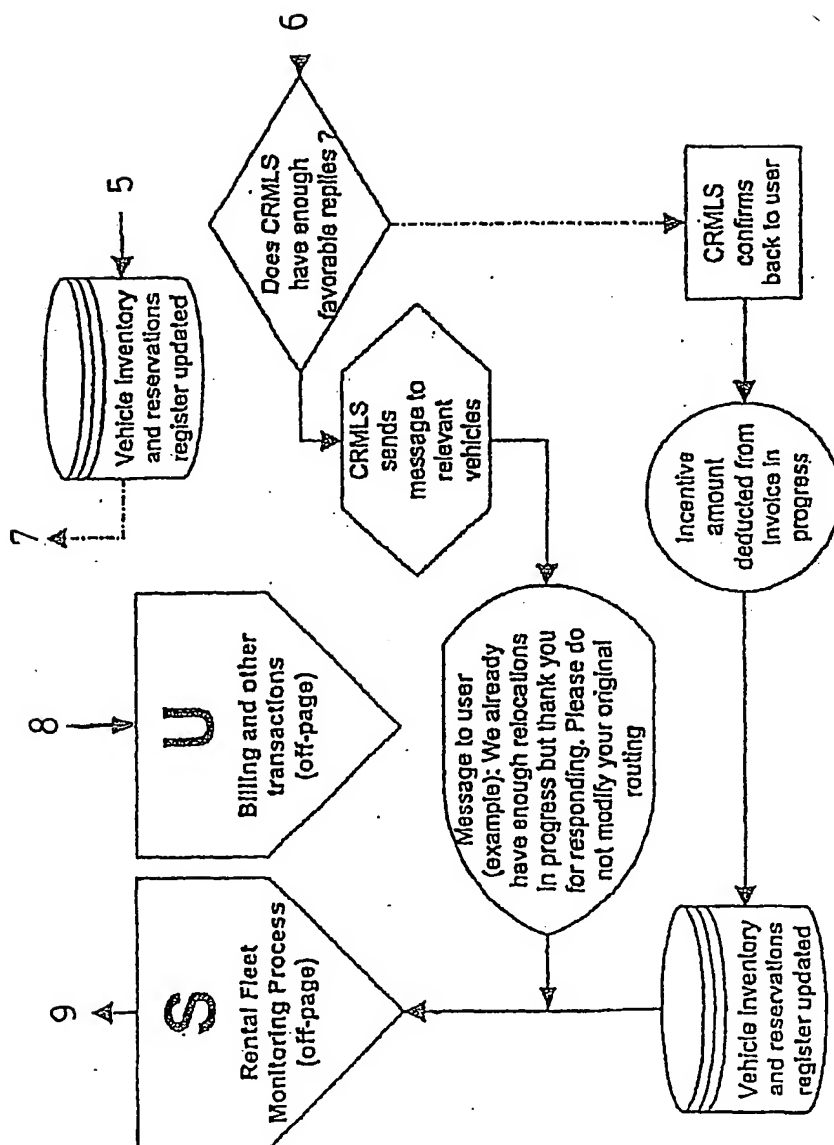 9
S
Rental Fleet
Monitoring Process
(off-page)
8
U
Billing and other
transactions
(off-page)
7
Vehicle Inventory
and reservations
register updated
5
6
Does CRMLS
have enough
favorable replies ?
CRMLS
sends
message to
relevant
vehicles
Message to user
(example): We already
have enough relocations
in progress but thank you
for responding. Please do
not modify your original
routing
CRMLS
confirms
back to user
Incentive
amount
deducted from
Invoice in
progress
Vehicle Inventory
and reservations
register updated